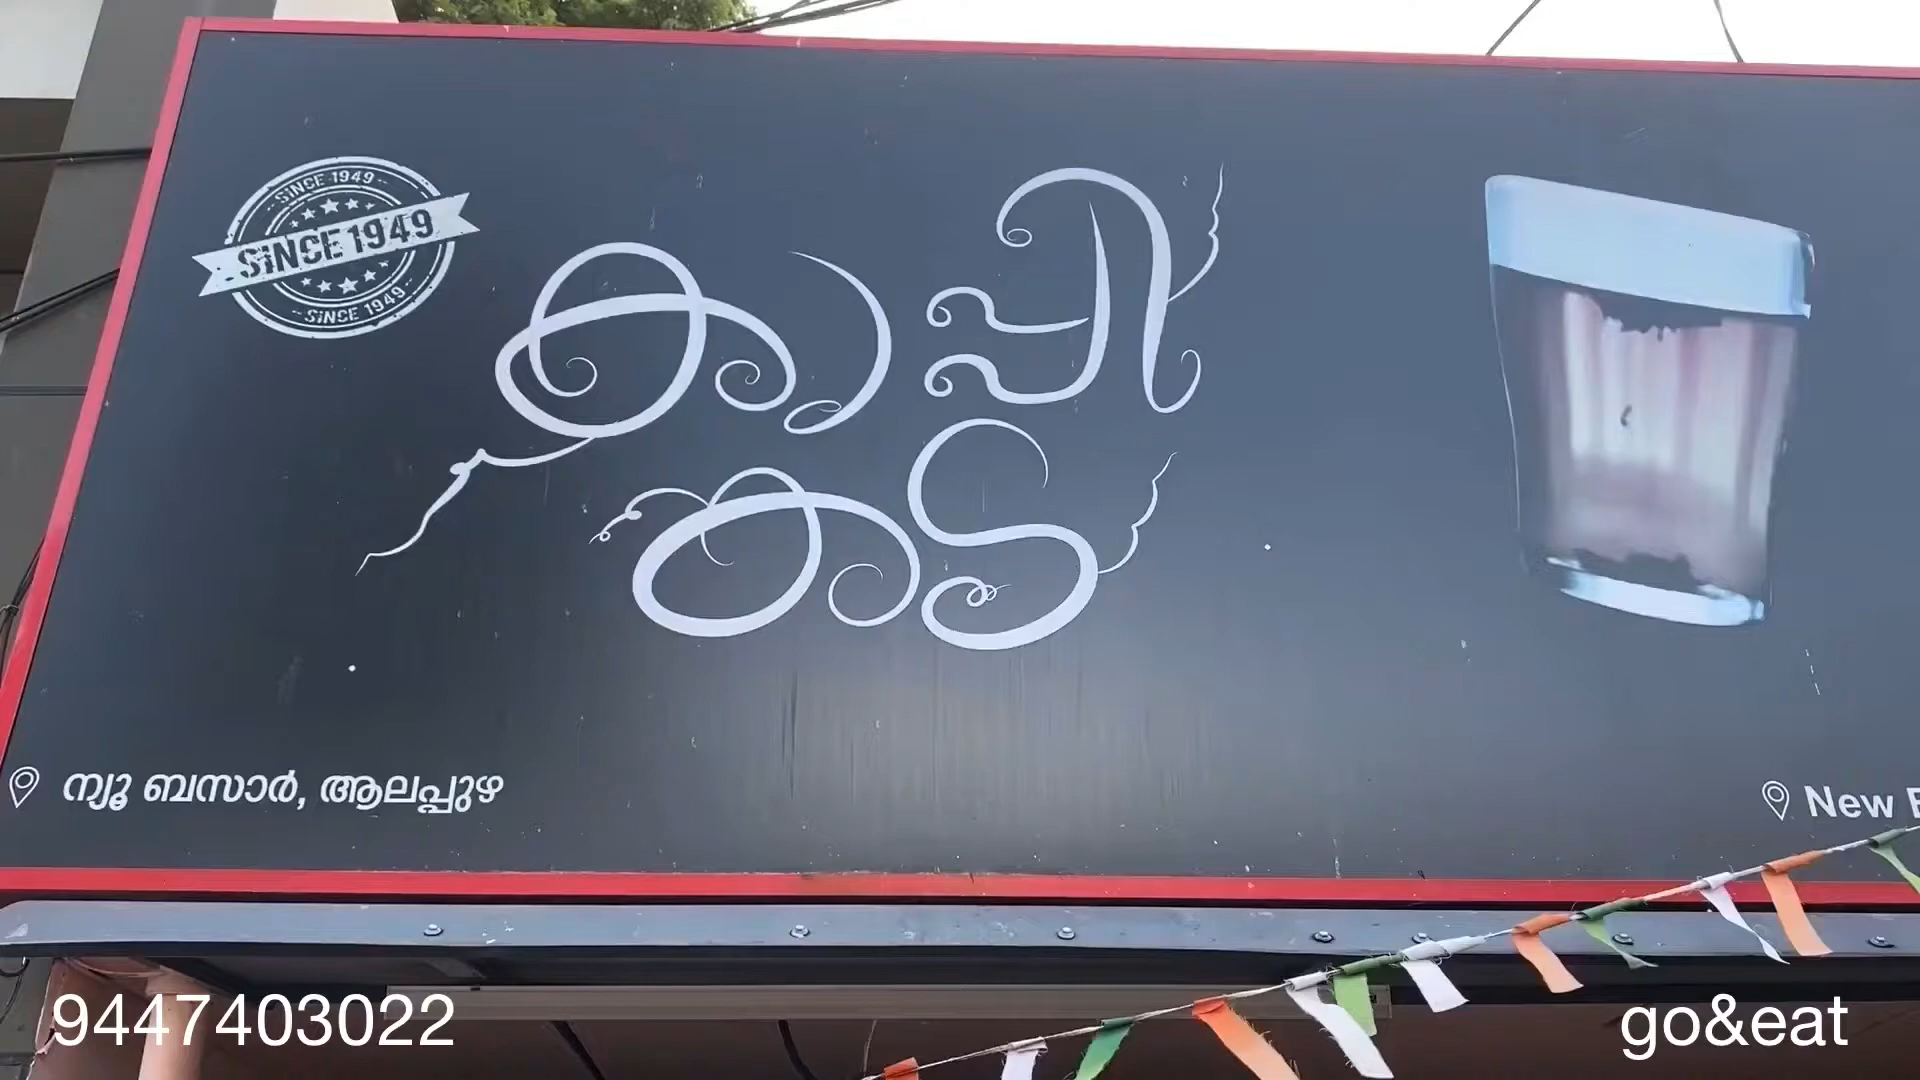 SINCE 1949
SINCE 1949
SINCE 1949
കാപ്പി
കട
ന്യൂ ബസാർ, ആലപ്പുഴ
New
9447403022
go&eat